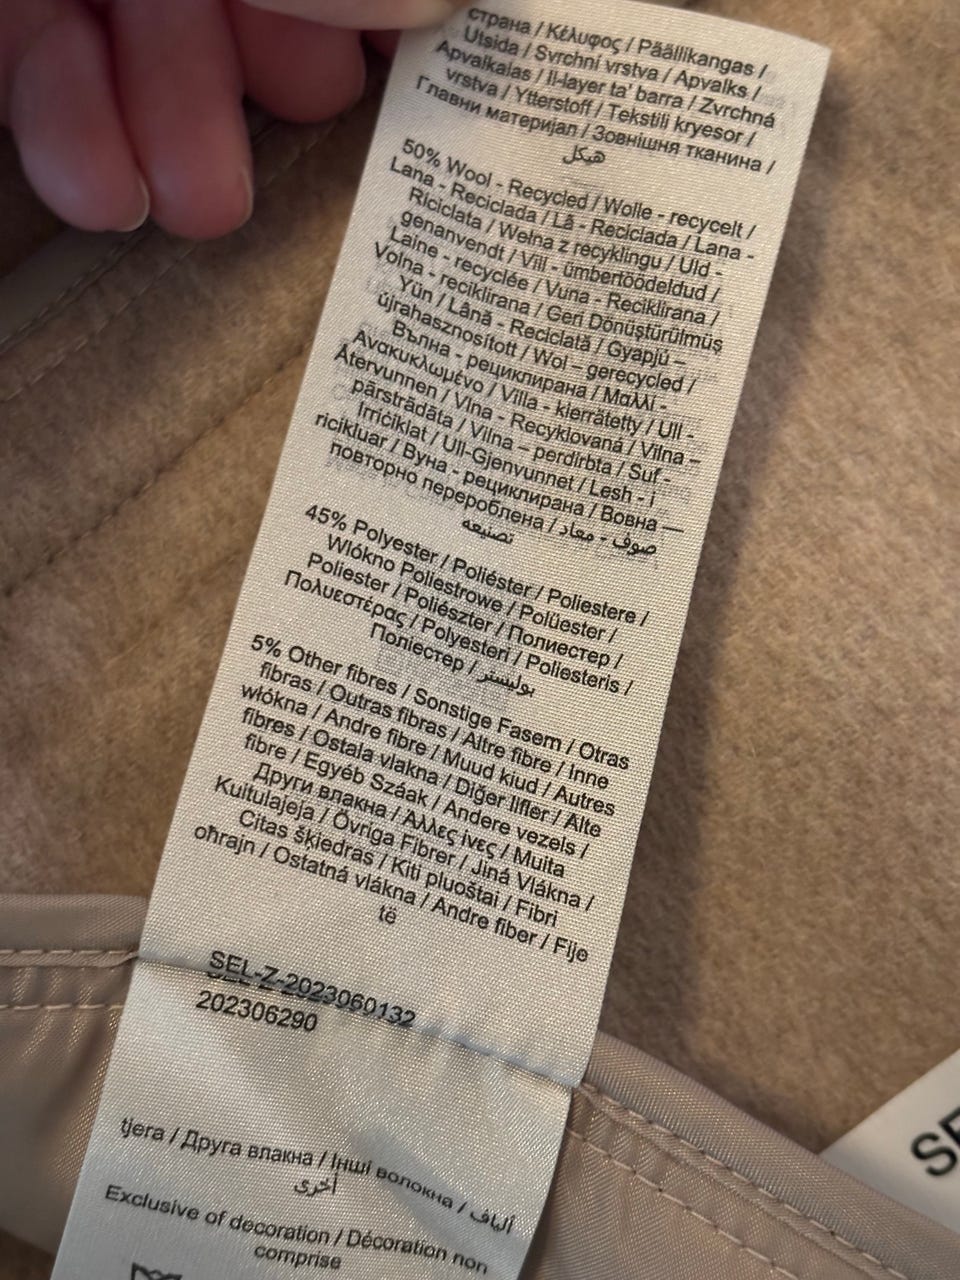 страна / Κέλυφος / Päällikangas /
Utsida / Svrchní vrstva / Apvalks /
Apvalkalas / Il-layer ta' barra / Zvrchná
vrstva / Ytterstoff / Tekstili kryesor /
Главни материјал / Зовнішня тканина /
هيكل
50% Wool - Recycled / Wolle - recycelt /
Lana - Reciclada / Lã - Reciclada / Lana -
Riciclata / Wełna z recyklingu / Uld -
genanvendt / Vill - ümbertöödeldud /
Laine - recyclée / Vuna - Reciklirana /
Volna - reciklirana / Geri Dönüştürülmüş
Yün / Lână - Reciclată / Gyapjú –
újrahasznosított / Wol – gerecycled /
Вълна - рециклирана / Μαλλί -
Ανακυκλωμένο / Villa - kierrätetty / Ull -
Återvunnen / Vlna - Recyklovaná / Vilna –
pārstrādāta / Vilna – perdirbta / Suf -
Irriċiklat / Ull-Gjenvunnet / Lesh - i
ricikluar / Вуна - рециклирана / Вовна —
повторно перероблена / صوف - معاد
تصنيعه
45% Polyester / Poliéster / Poliestere /
Włókno Poliestrowe / Polüester /
Poliester / Poliészter / Полиестер /
Πολυεστέρας / Polyesteri / Poliesteris /
Поліестер / بوليستر
5% Other fibres / Sonstige Fasern / Otras
fibras / Outras fibras / Altre fibre / Inne
włókna / Andre fibre / Muud kiud / Autres
fibres / Ostala vlakna / Diğer lifler / Alte
fibre / Egyéb Száak / Andere vezels /
Други влакна / Αλλες ίνες / Muita
Kuitulajeja / Övriga Fibrer / Jiná Vlákna /
Citas šķiedras / Kiti pluoštai / Fibri
oħrajn / Ostatná vlákna / Andre fiber / Fije
të
SEL-Z-2023060132
202306290
tjera / Друга влакна / Інші волокна / ألياف
أخرى
Exclusive of decoration / Décoration non
comprise
SE